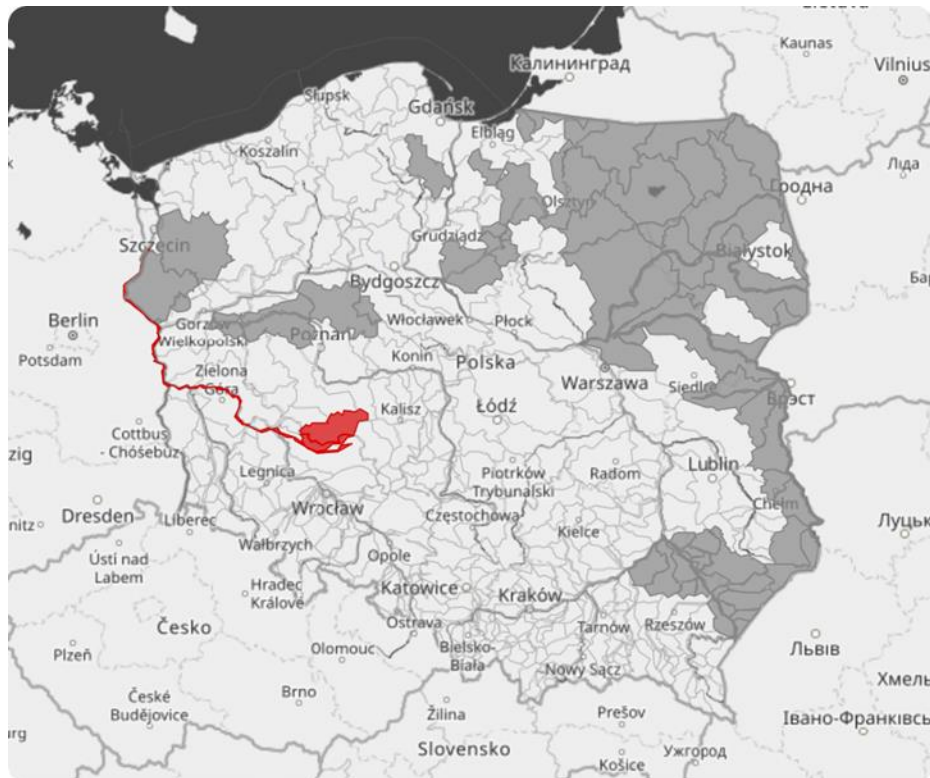 Kaunas
Калининград
Vilnius
Słupsk
Gdańsk
Elbląg
Koszalin
Ліда
Гродна
Olsztyn
Grudziądz
Szczecin
Białystok
Bydgoszcz
Бар
Berlin
Potsdam
Gorzów
Wielkopolski
Włocławek
Płock
Poznań
Konin
Polska
Warszawa
Siedlce
Брэст
Zielona
Góra
Kalisz
Łódź
Cottbus
- Chóśebuz
zig
Legnica
Piotrków
Trybunalski
Radom
Lublin
Chełm
Wrocław
Częstochowa
Dresden
Liberec
Луцьк
nitz
Wałbrzych
Kielce
Ústí nad
Labem
Opole
Hradec
Králové
Katowice
Kraków
Česko
Ostrava
Tarnów
Rzeszów
Plzeň
Olomouc
Bielsko-
Biała
Львів
Nowy Sącz
Хмель
České
Budějovice
Brno
Žilina
Prešov
Івано-Франківсь
urg
Slovensko
Košice
Ужгород